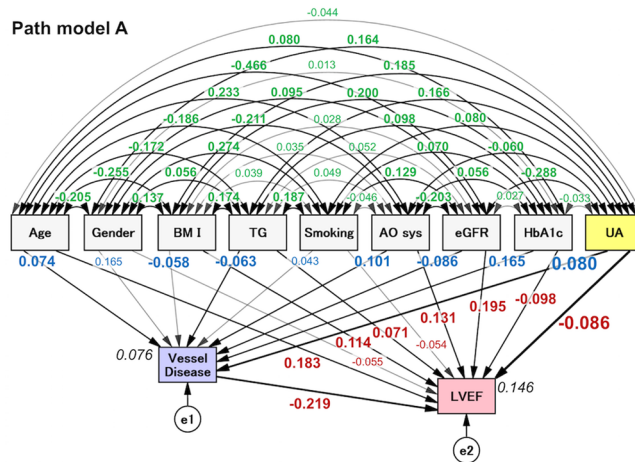 -0.044
Path model A
0.080 0.164
-0.466 0.013 0.185
0.233 0.095 0.200 0.166
-0.186 -0.211 0.028 0.098 0.080
-0.172 0.274 0.035 0.052 0.070 -0.060
-0.255 0.056 0.039 0.049 0.129 0.056 -0.288
-0.205 0.137 0.174 0.187 -0.046 -0.203 0.027 -0.033
Age Gender BM I TG Smoking AO sys eGFR HbA1c UA
0.074 0.165 -0.058 -0.063 0.043 0.101 -0.086 0.165 0.080
0.195 -0.098
0.131 -0.086
0.071
0.114 -0.054
0.076 Vessel Disease 0.183 -0.055 0.146
LVEF
-0.219
e1
e2